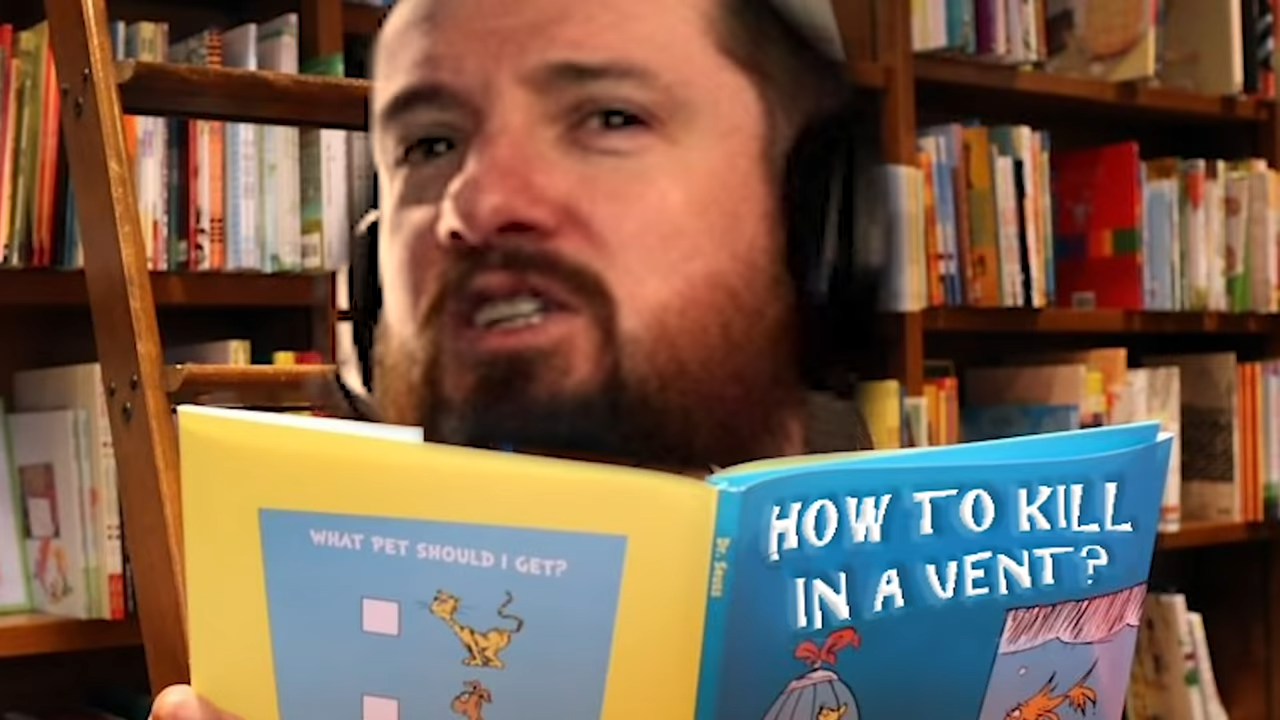 WHAT PET SHOULD I GET?
Dr. Seuss
HOW TO KILL
IN A VENT?